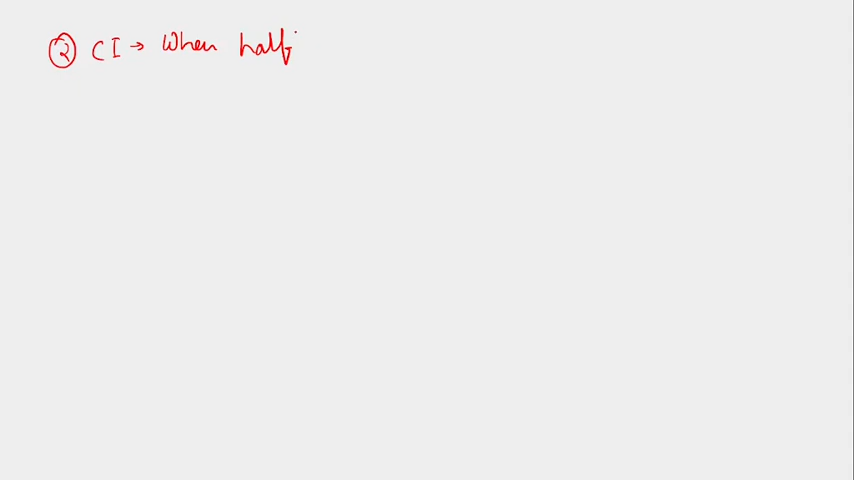 ② CI → When half